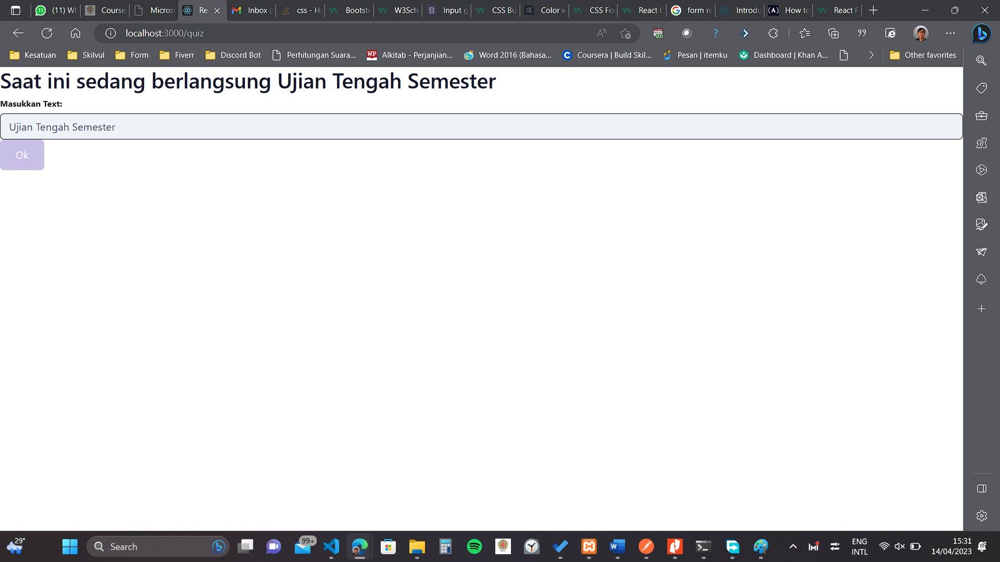 (11) Wh
Course
Micros
Re
Inbox (
css - H
Bootstr
W3Sch
Input g
CSS Bu
Color w
CSS Fo
React C
form re
Introdu
How to
React F
localhost:3000/quiz
Kesatuan
Skilvul
Form
Fiverr
Discord Bot
Perhitungan Suara...
Alkitab - Perjanjian...
Word 2016 (Bahasa...
Coursera | Build Skil...
Pesan | itemku
Dashboard | Khan A...
Other favorites
Saat ini sedang berlangsung Ujian Tengah Semester
Masukkan Text:
Ujian Tengah Semester
Ok
29°
Search
99+
ENG
INTL
15:31
14/04/2023